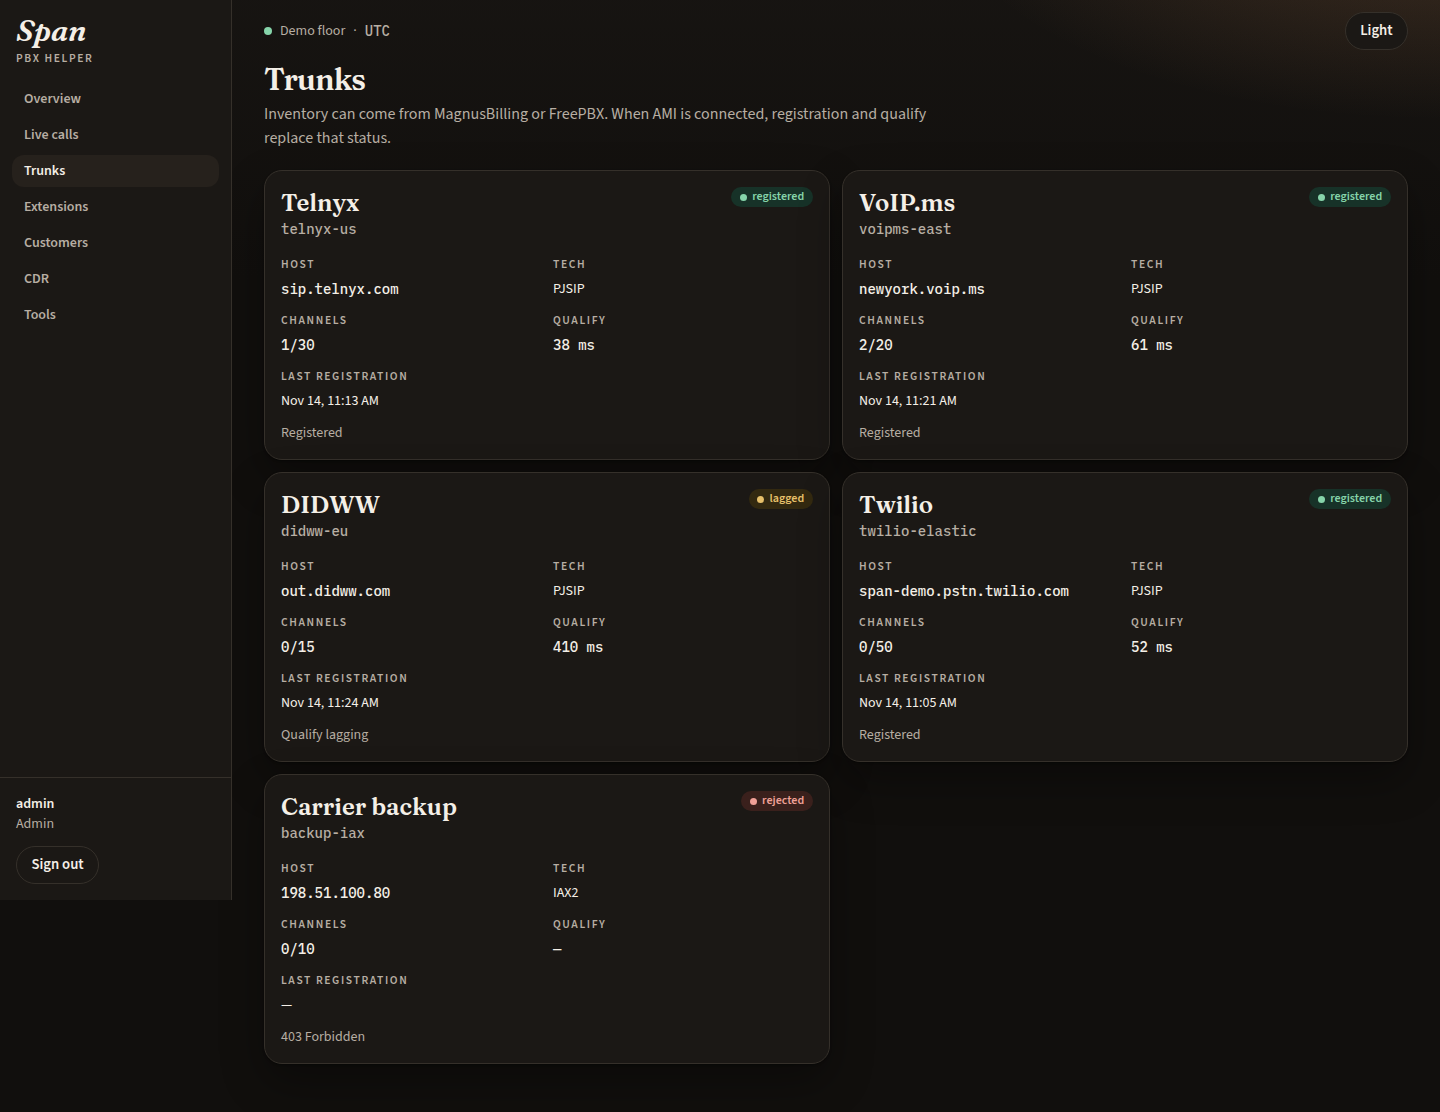 Span
PBX HELPER
Overview
Live calls
Trunks
Extensions
Customers
CDR
Tools
admin
Admin
Sign out
Demo floor · UTC
Light
Trunks
Inventory can come from MagnusBilling or FreePBX. When AMI is connected, registration and qualify
replace that status.
Telnyx
registered
telnyx-us
HOST
sip.telnyx.com
TECH
PJSIP
CHANNELS
1/30
QUALIFY
38 ms
LAST REGISTRATION
Nov 14, 11:13 AM
Registered
VoIP.ms
registered
voipms-east
HOST
newyork.voip.ms
TECH
PJSIP
CHANNELS
2/20
QUALIFY
61 ms
LAST REGISTRATION
Nov 14, 11:21 AM
Registered
DIDWW
lagged
didww-eu
HOST
out.didww.com
TECH
PJSIP
CHANNELS
0/15
QUALIFY
410 ms
LAST REGISTRATION
Nov 14, 11:24 AM
Qualify lagging
Twilio
registered
twilio-elastic
HOST
span-demo.pstn.twilio.com
TECH
PJSIP
CHANNELS
0/50
QUALIFY
52 ms
LAST REGISTRATION
Nov 14, 11:05 AM
Registered
Carrier backup
rejected
backup-iax
HOST
198.51.100.80
TECH
IAX2
CHANNELS
0/10
QUALIFY
—
LAST REGISTRATION
—
403 Forbidden